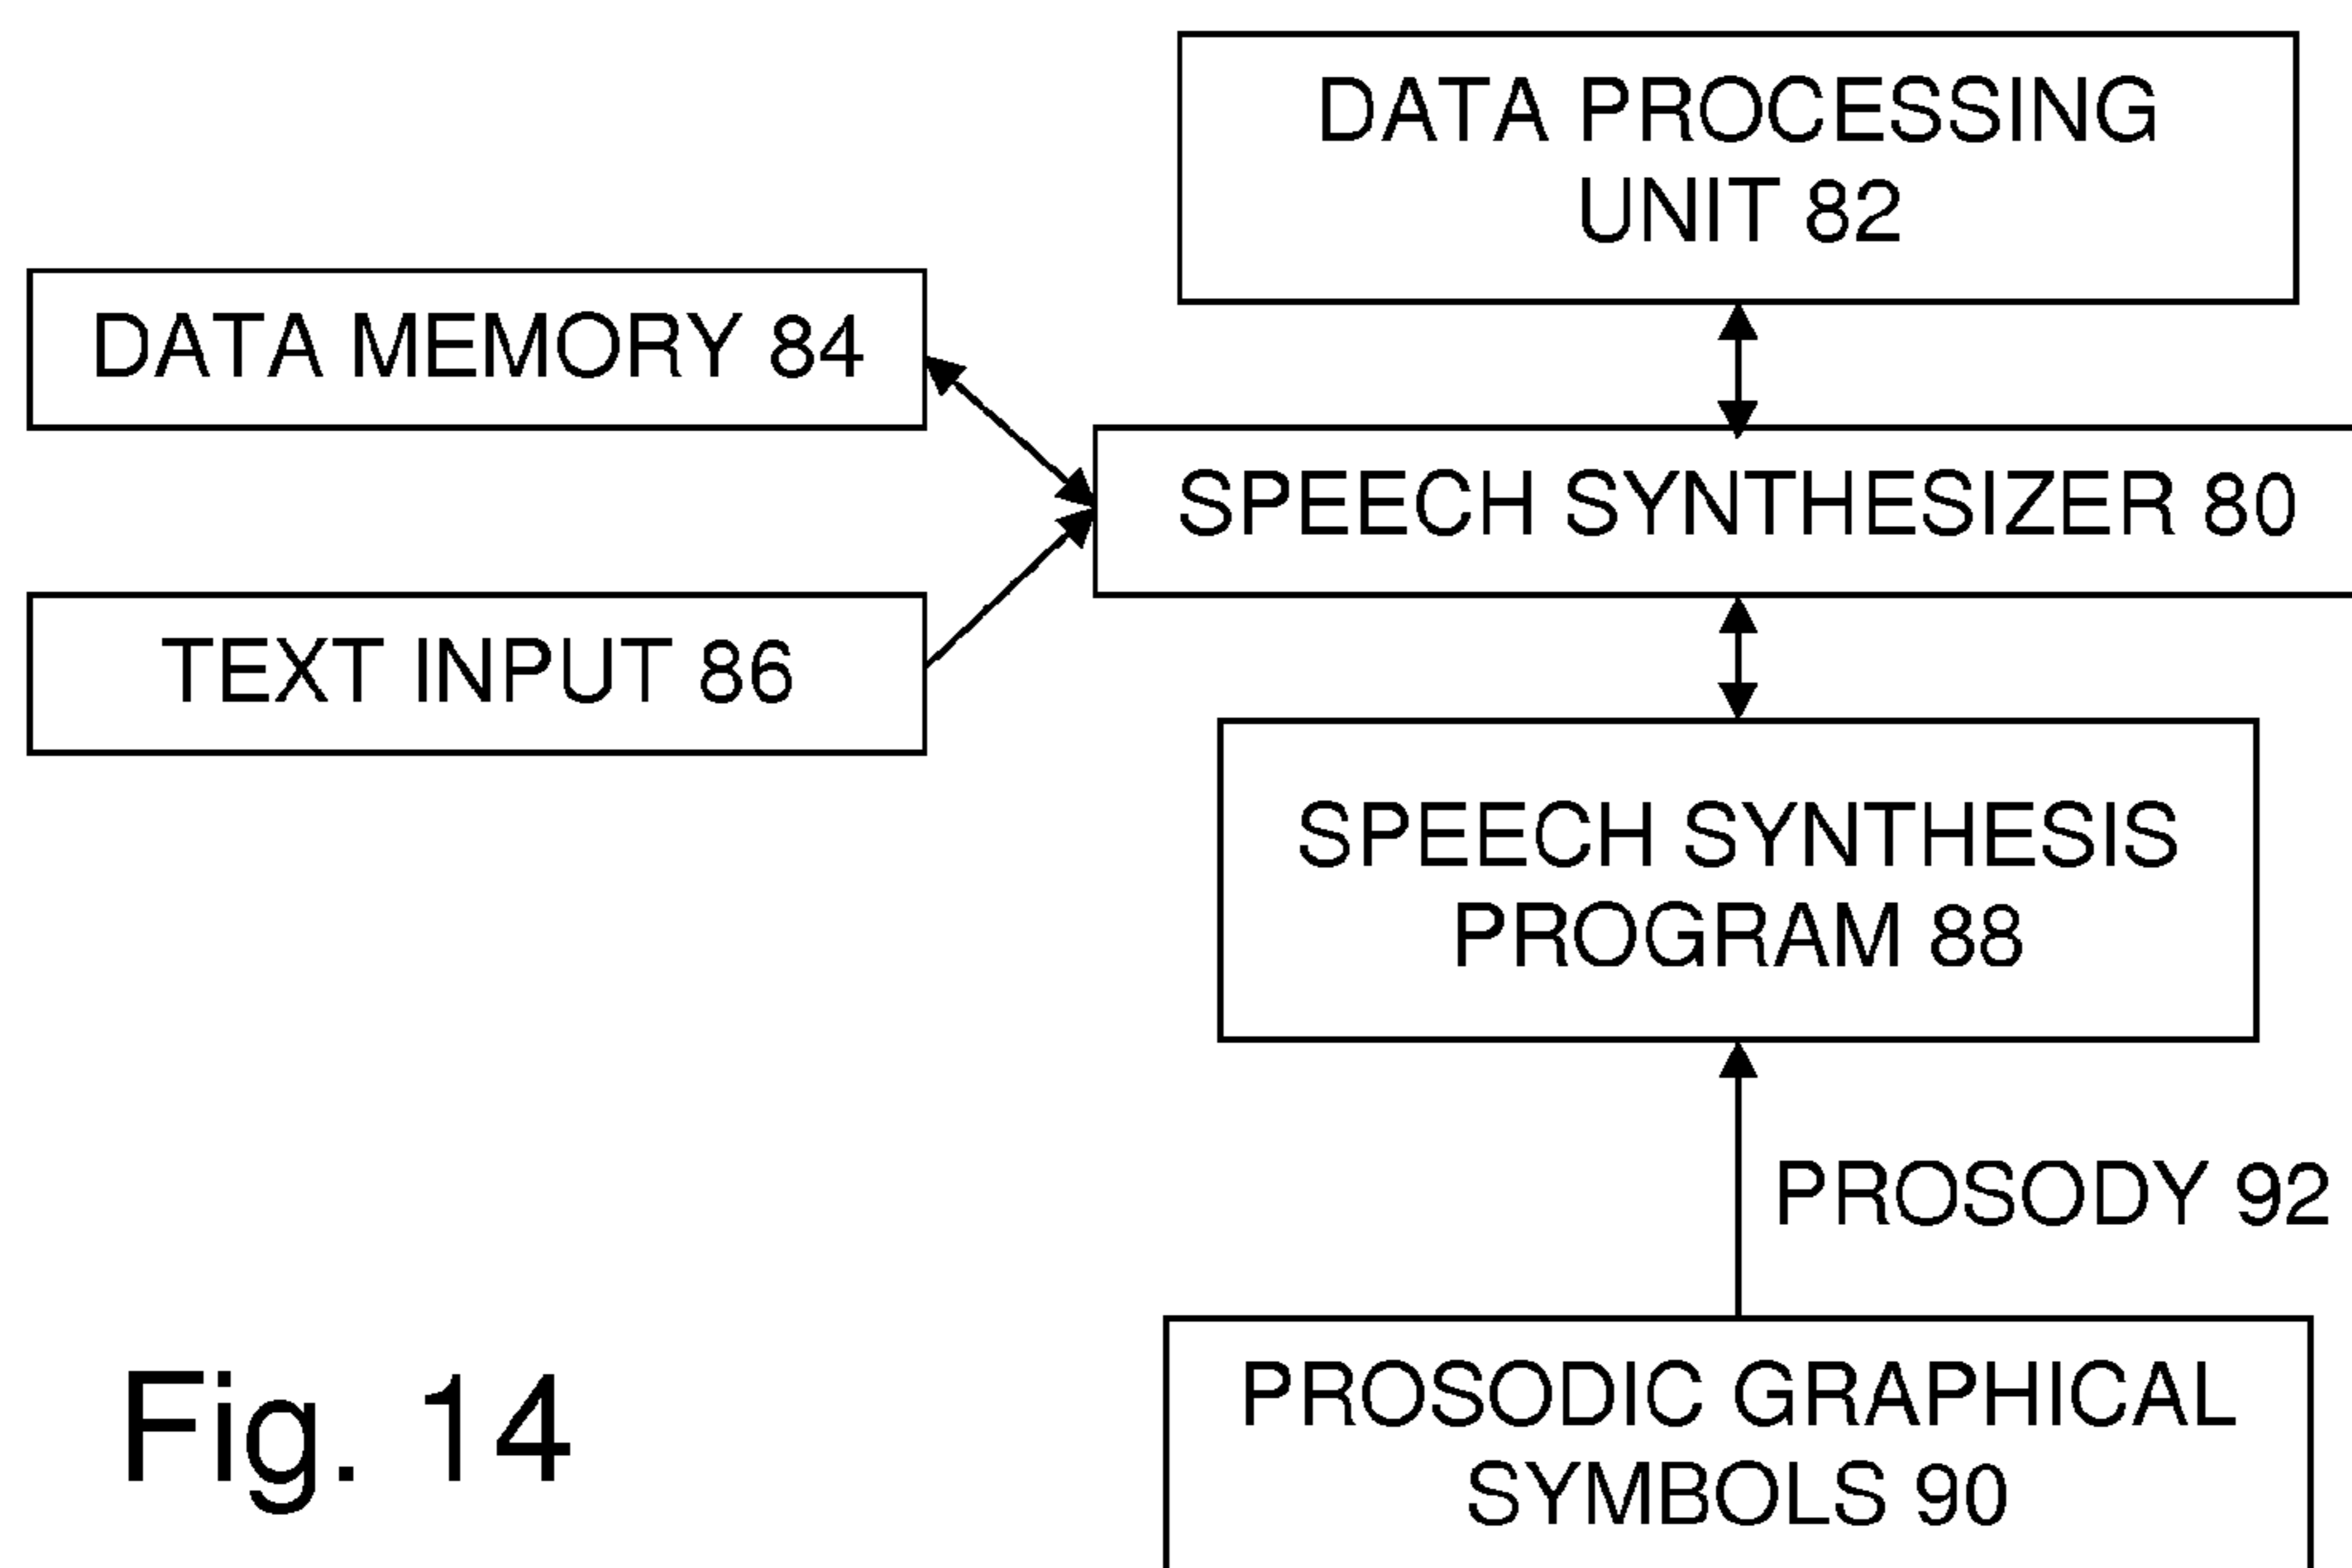 DATA PROCESSING
UNIT 82
DATA MEMORY 84
SPEECH SYNTHESIZER 80
TEXT INPUT 86
SPEECH SYNTHESIS
PROGRAM 88
PROSODY 92
PROSODIC GRAPHICAL
SYMBOLS 90
Fig. 14